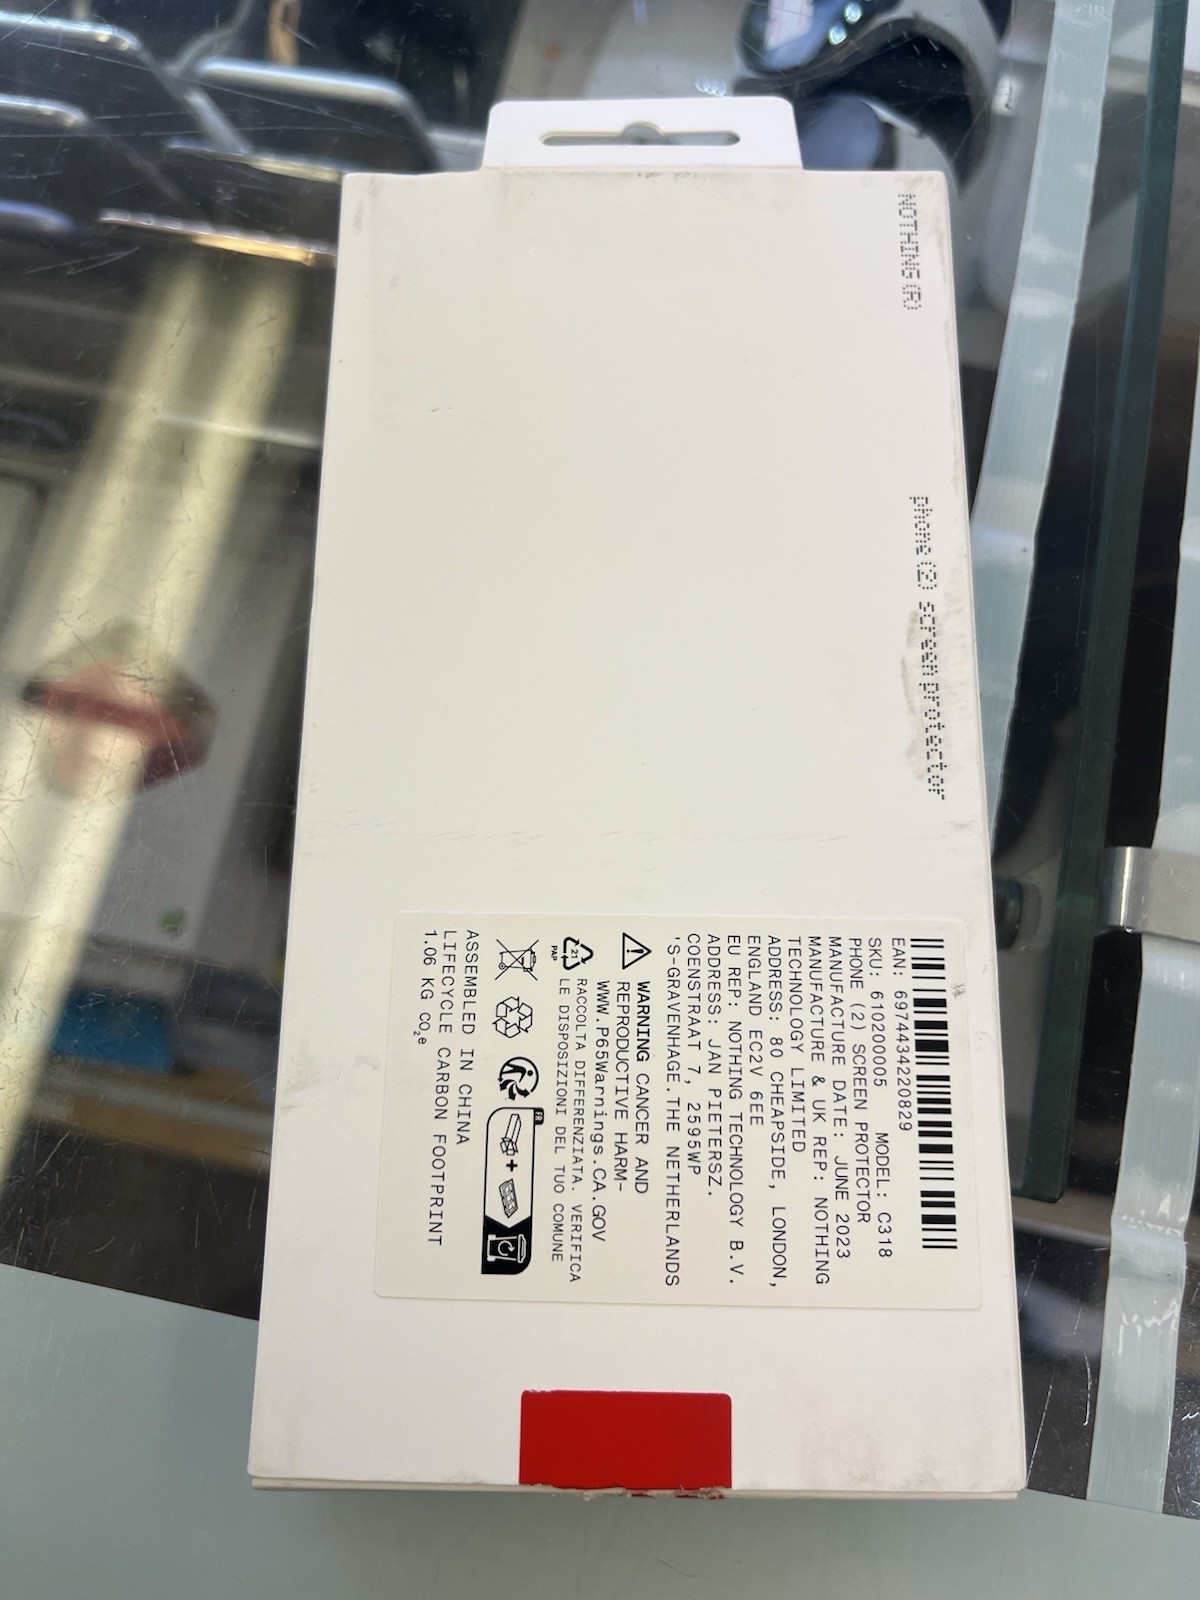 NOTHING (R)
phone (2) screen protector
EAN: 6974434220829
SKU: 610200005 MODEL: C318
PHONE (2) SCREEN PROTECTOR
MANUFACTURE DATE: JUNE 2023
MANUFACTURE & UK REP: NOTHING
TECHNOLOGY LIMITED
ADDRESS: 80 CHEAPSIDE, LONDON,
ENGLAND EC2V 6EE
EU REP: NOTHING TECHNOLOGY B.V.
ADDRESS: JAN PIETERSZ.
COENSTRAAT 7, 2595WP
'S-GRAVENHAGE.THE NETHERLANDS
WARNING CANCER AND
REPRODUCTIVE HARM-
WWW.P65Warnings.CA.GOV
21
PAP
RACCOLTA DIFFERENZIATA. VERIFICA
LE DISPOSIZIONI DEL TUO COMUNE
FR
+
ASSEMBLED IN CHINA
LIFECYCLE CARBON FOOTPRINT
1.06 KG CO₂e